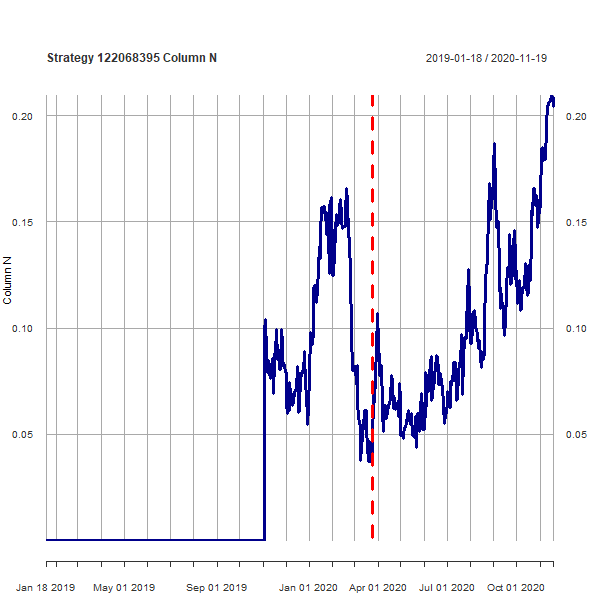 Strategy 122068395 Column N
2019-01-18 / 2020-11-19
0.20
0.20
0.15
0.15
Column N
0.10
0.10
0.05
0.05
Jan 18 2019
May 01 2019
Sep 01 2019
Jan 01 2020
Apr 01 2020
Jul 01 2020
Oct 01 2020